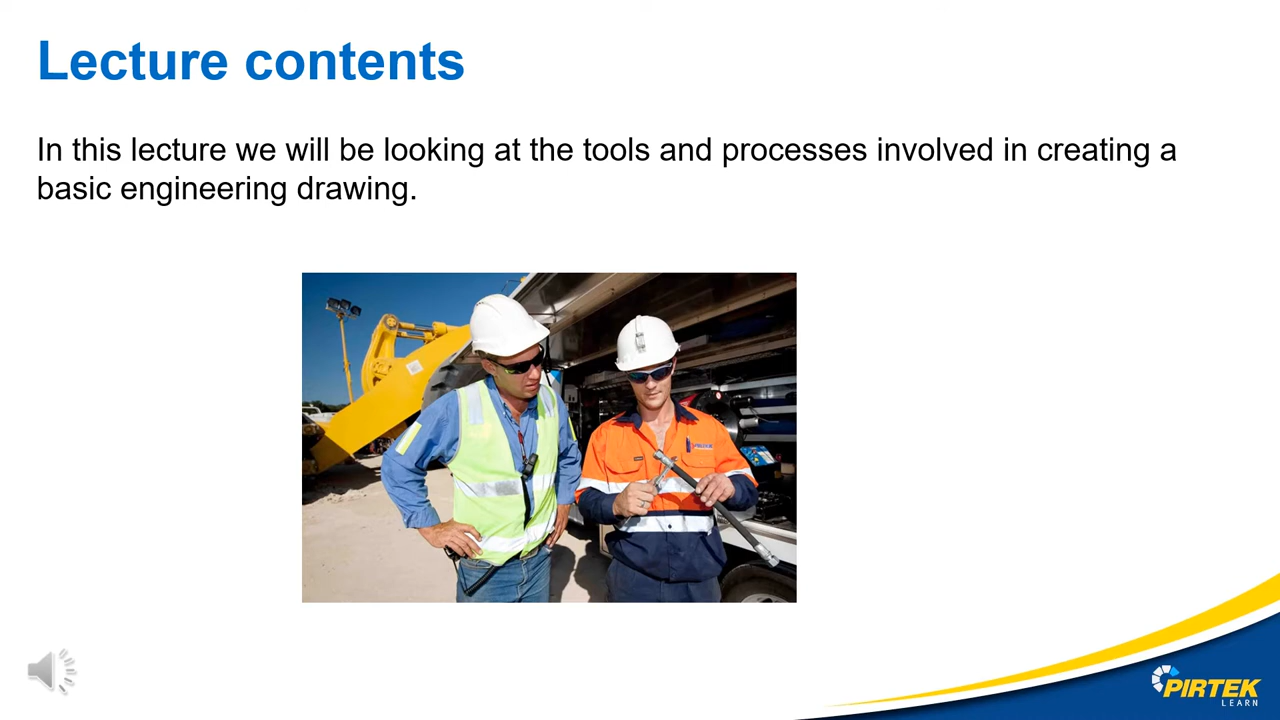 Lecture contents
In this lecture we will be looking at the tools and processes involved in creating a
basic engineering drawing.
PIRTEK
LEARN